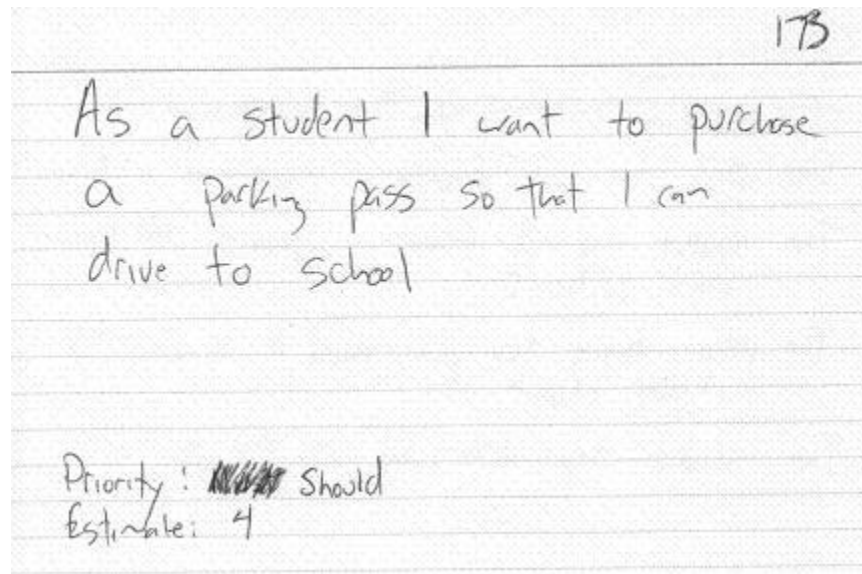 173
As a student I want to purchase
a parking pass so that I can
drive to school
Priority: Should
Estimate: 4